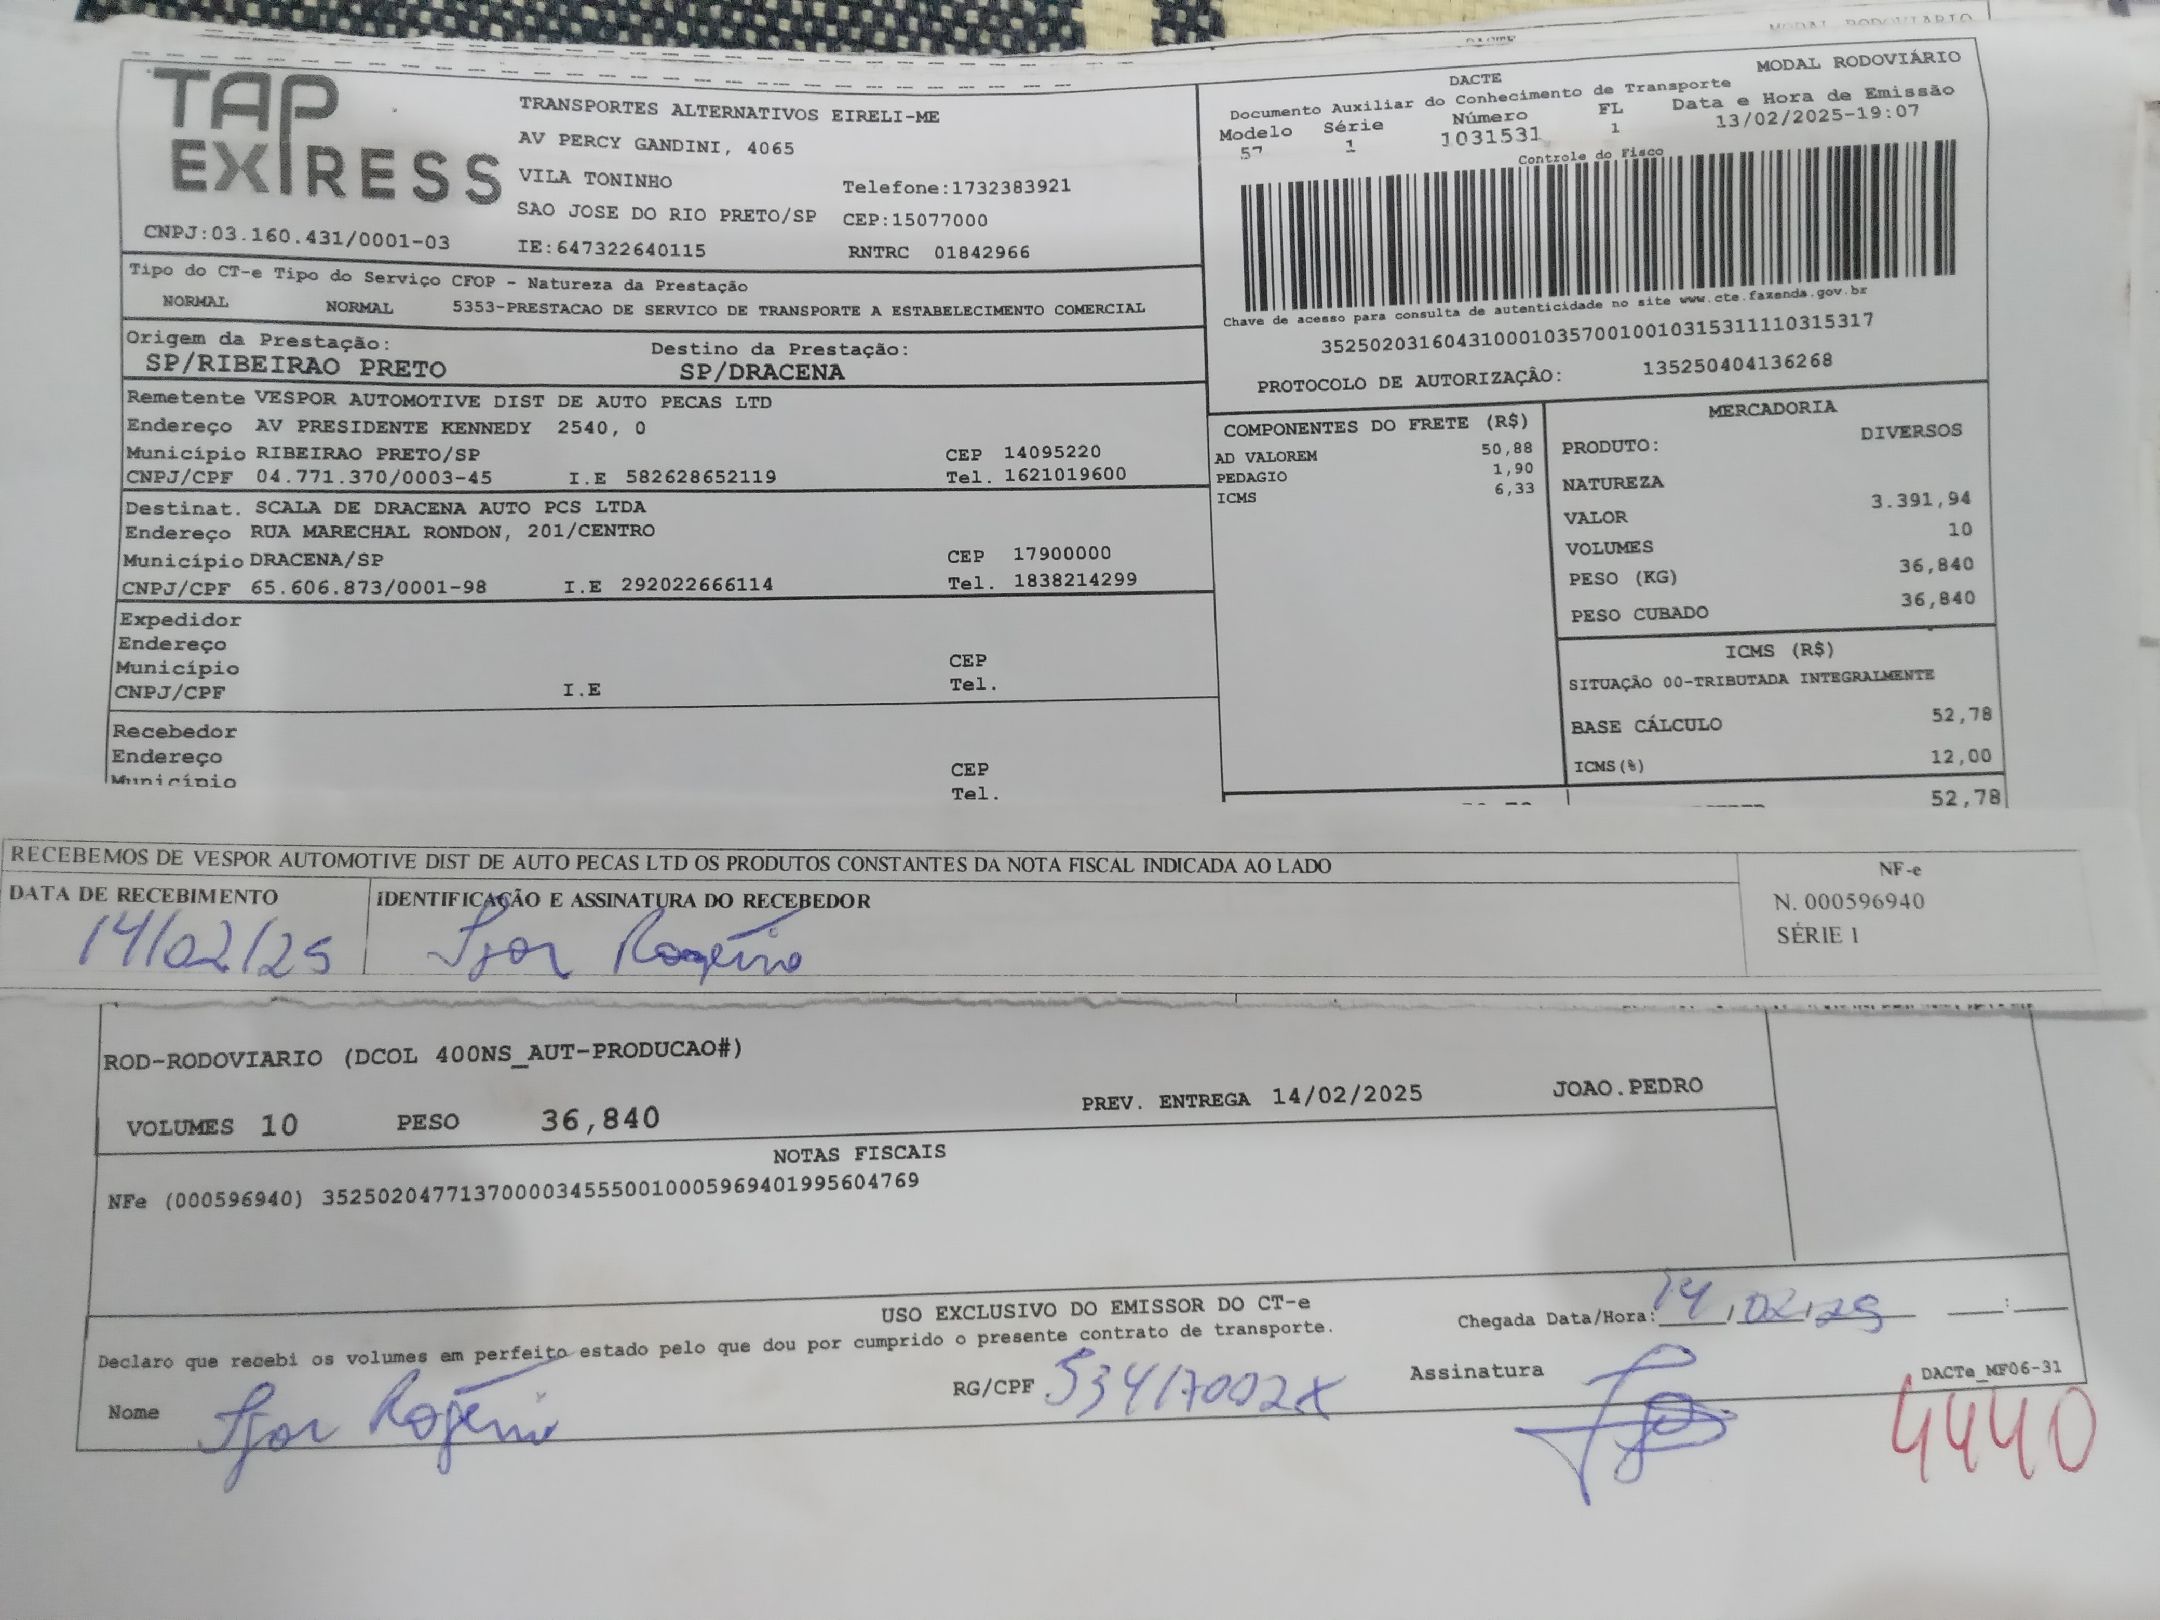 TAP EXPRESS
TRANSPORTES ALTERNATIVOS EIRELI-ME
AV PERCY GANDINI, 4065
VILA TONINHO Telefone:1732383921
SAO JOSE DO RIO PRETO/SP CEP:15077000
CNPJ:03.160.431/0001-03 IE:647322640115 RNTRC 01842966
MODAL RODOVIÁRIO
DACTE MODAL RODOVIÁRIO
Documento Auxiliar do Conhecimento de Transporte
Modelo Série Número FL Data e Hora de Emissão
57 1 1031531 1 13/02/2025-19:07
Controle do Fisco
Chave de acesso para consulta de autenticidade no site www.cte.fazenda.gov.br
35250203160431000103570010010315311110315317
PROTOCOLO DE AUTORIZAÇÃO: 135250404136268
Tipo do CT-e Tipo do Serviço CFOP - Natureza da Prestação
NORMAL NORMAL 5353-PRESTACAO DE SERVICO DE TRANSPORTE A ESTABELECIMENTO COMERCIAL
Origem da Prestação: Destino da Prestação:
SP/RIBEIRAO PRETO SP/DRACENA
Remetente VESPOR AUTOMOTIVE DIST DE AUTO PECAS LTD
Endereço AV PRESIDENTE KENNEDY 2540, 0
Município RIBEIRAO PRETO/SP CEP 14095220
CNPJ/CPF 04.771.370/0003-45 I.E 582628652119 Tel. 1621019600
Destinat. SCALA DE DRACENA AUTO PCS LTDA
Endereço RUA MARECHAL RONDON, 201/CENTRO
Município DRACENA/SP CEP 17900000
CNPJ/CPF 65.606.873/0001-98 I.E 292022666114 Tel. 1838214299
Expedidor
Endereço
Município CEP
CNPJ/CPF I.E Tel.
Recebedor
Endereço
Município CEP
Tel.
COMPONENTES DO FRETE (R$)
AD VALOREM 50,88
PEDAGIO 1,90
ICMS 6,33
MERCADORIA
PRODUTO: DIVERSOS
NATUREZA
VALOR 3.391,94
VOLUMES 10
PESO (KG) 36,840
PESO CUBADO 36,840
ICMS (R$)
SITUAÇÃO 00-TRIBUTADA INTEGRALMENTE
BASE CÁLCULO 52,78
ICMS(%) 12,00
52,78
RECEBEMOS DE VESPOR AUTOMOTIVE DIST DE AUTO PECAS LTD OS PRODUTOS CONSTANTES DA NOTA FISCAL INDICADA AO LADO
DATA DE RECEBIMENTO IDENTIFICAÇÃO E ASSINATURA DO RECEBEDOR
14/02/25 Igor Rogério
NF-e
N. 000596940
SÉRIE 1
ROD-RODOVIARIO (DCOL 400NS_AUT-PRODUCAO#)
VOLUMES 10 PESO 36,840 PREV. ENTREGA 14/02/2025 JOAO.PEDRO
NOTAS FISCAIS
NFe (000596940) 35250204771370000345550010005969401995604769
USO EXCLUSIVO DO EMISSOR DO CT-e
Chegada Data/Hora: 14/02/25 __:__
Declaro que recebi os volumes em perfeito estado pelo que dou por cumprido o presente contrato de transporte.
Nome Igor Rogério RG/CPF 53417002X Assinatura
DACTe_MF06-31
4440